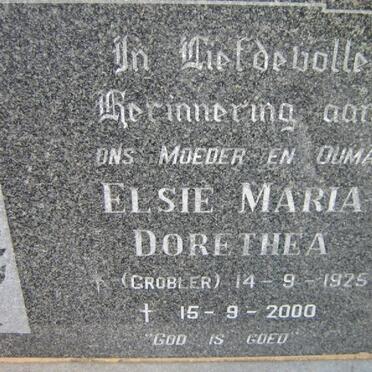 In Liefdevolle
Herinnering aan
ONS MOEDER EN OUMA
ELSIE MARIA
DORETHEA
* (GROBLER) 14-9-1925
† 15-9-2000
"GOD IS GOED"